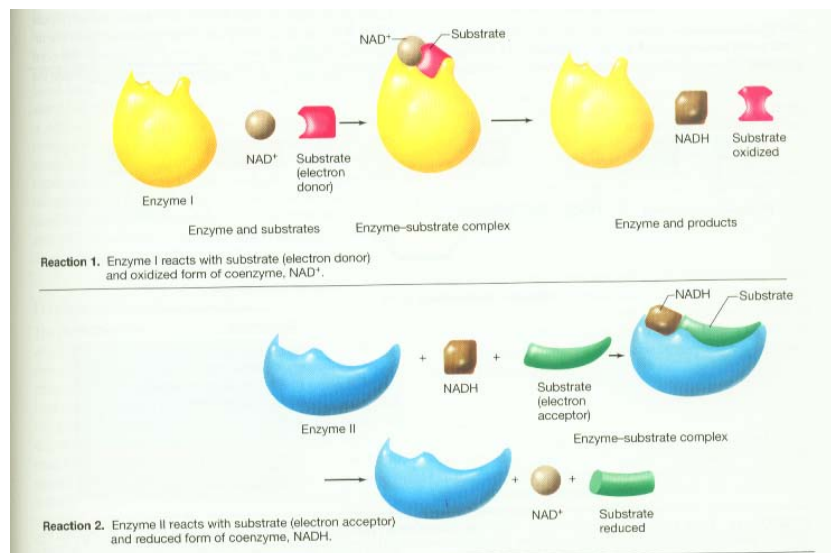 NAD⁺
Substrate
NAD⁺
Substrate
(electron
donor)
NADH
Substrate
oxidized
Enzyme I
Enzyme and substrates
Enzyme–substrate complex
Enzyme and products
Reaction 1. Enzyme I reacts with substrate (electron donor)
and oxidized form of coenzyme, NAD⁺.
NADH
Substrate
+
+
NADH
Substrate
(electron
acceptor)
Enzyme II
Enzyme–substrate complex
+
+
NAD⁺
Substrate
reduced
Reaction 2. Enzyme II reacts with substrate (electron acceptor)
and reduced form of coenzyme, NADH.